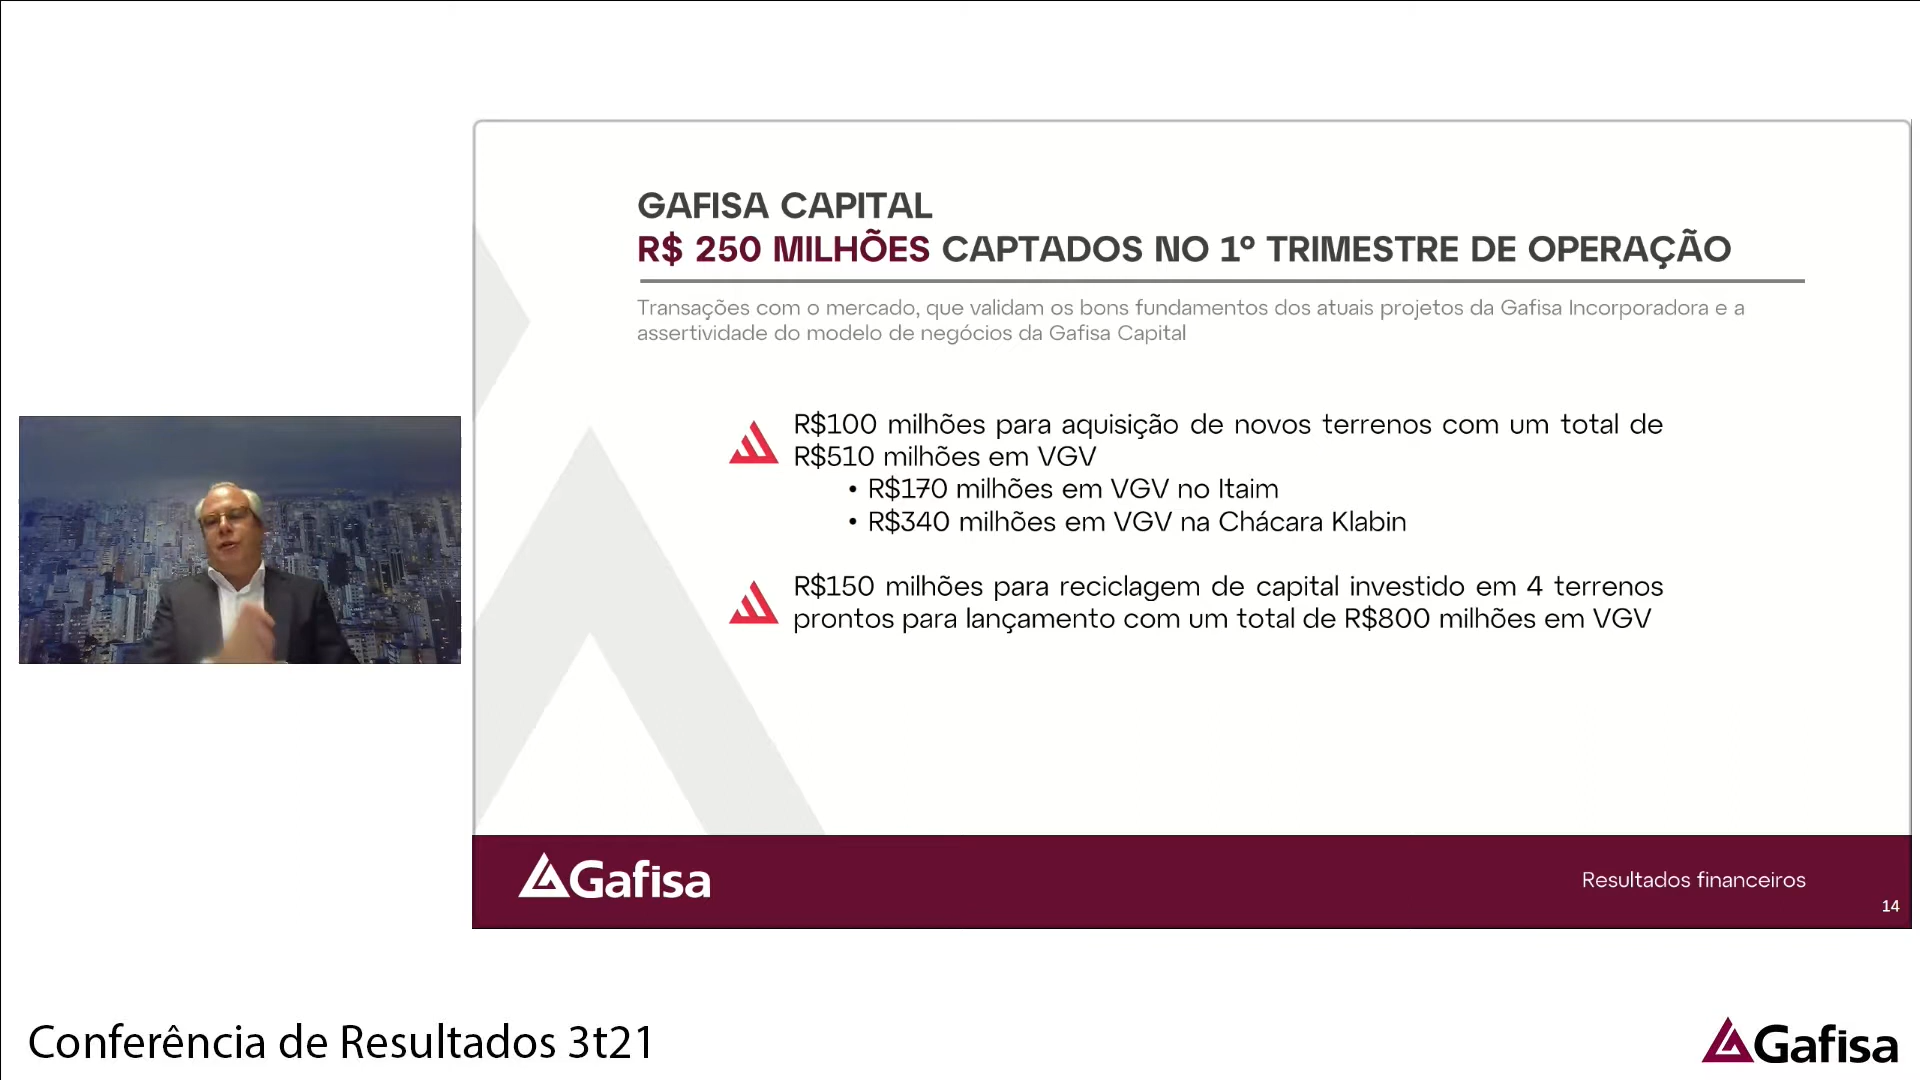 GAFISA CAPITAL
R$ 250 MILHÕES CAPTADOS NO 1º TRIMESTRE DE OPERAÇÃO
Transações com o mercado, que validam os bons fundamentos dos atuais projetos da Gafisa Incorporadora e a
assertividade do modelo de negócios da Gafisa Capital
R$100 milhões para aquisição de novos terrenos com um total de
R$510 milhões em VGV
• R$170 milhões em VGV no Itaim
• R$340 milhões em VGV na Chácara Klabin
R$150 milhões para reciclagem de capital investido em 4 terrenos
prontos para lançamento com um total de R$800 milhões em VGV
Gafisa
Resultados financeiros
14
Conferência de Resultados 3t21
Gafisa